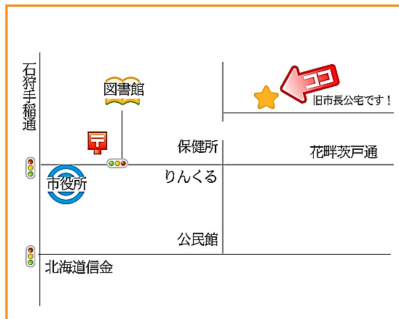 石狩手稲通
図書館
ココ
旧市長公宅です！
保健所
花畔茨戸通
市役所
りんくる
公民館
北海道信金